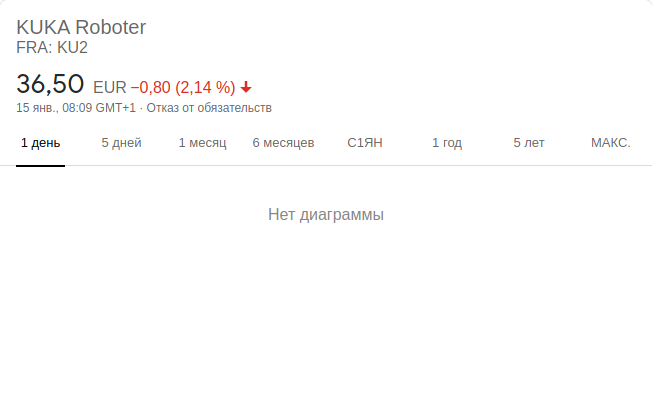 KUKA Roboter
FRA: KU2
36,50 EUR −0,80 (2,14 %)
15 янв., 08:09 GMT+1 · Отказ от обязательств
1 день 5 дней 1 месяц 6 месяцев С1ЯН 1 год 5 лет МАКС.
Нет диаграммы